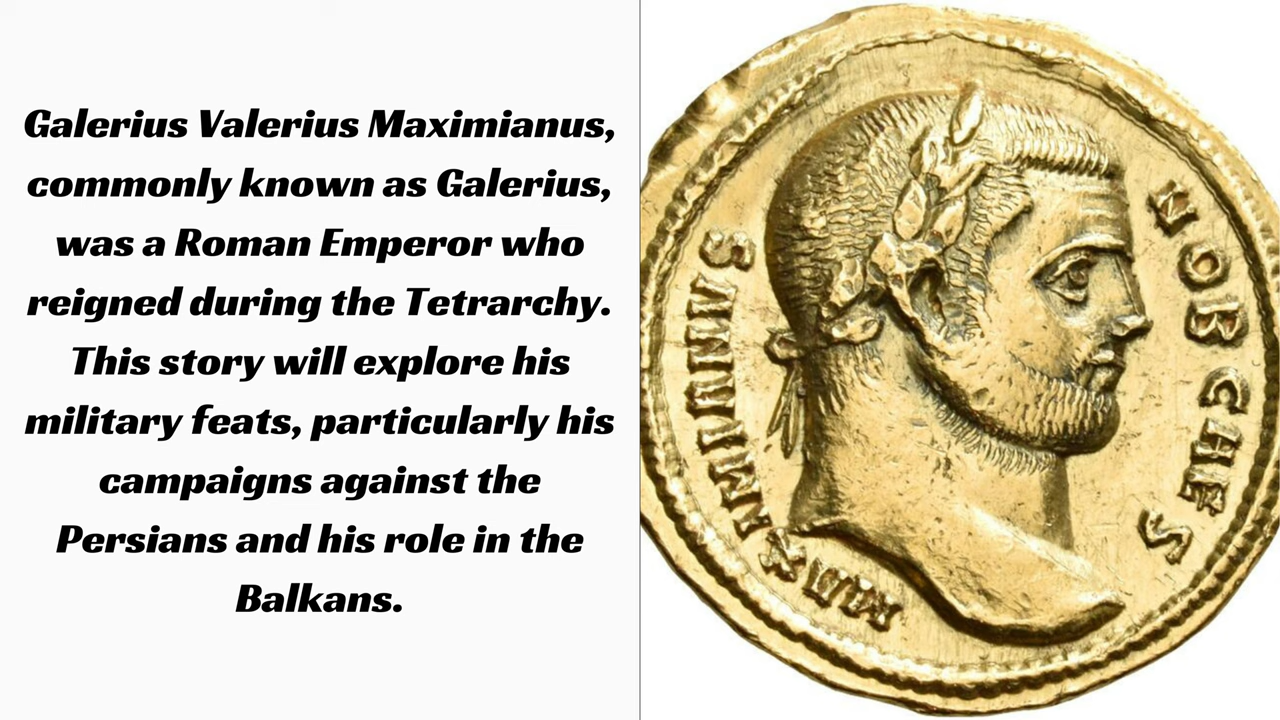 Galerius Valerius Maximianus,
commonly known as Galerius,
was a Roman Emperor who
reigned during the Tetrarchy.
This story will explore his
military feats, particularly his
campaigns against the
Persians and his role in the
Balkans.
MAXIMIANVS
NOB CAES